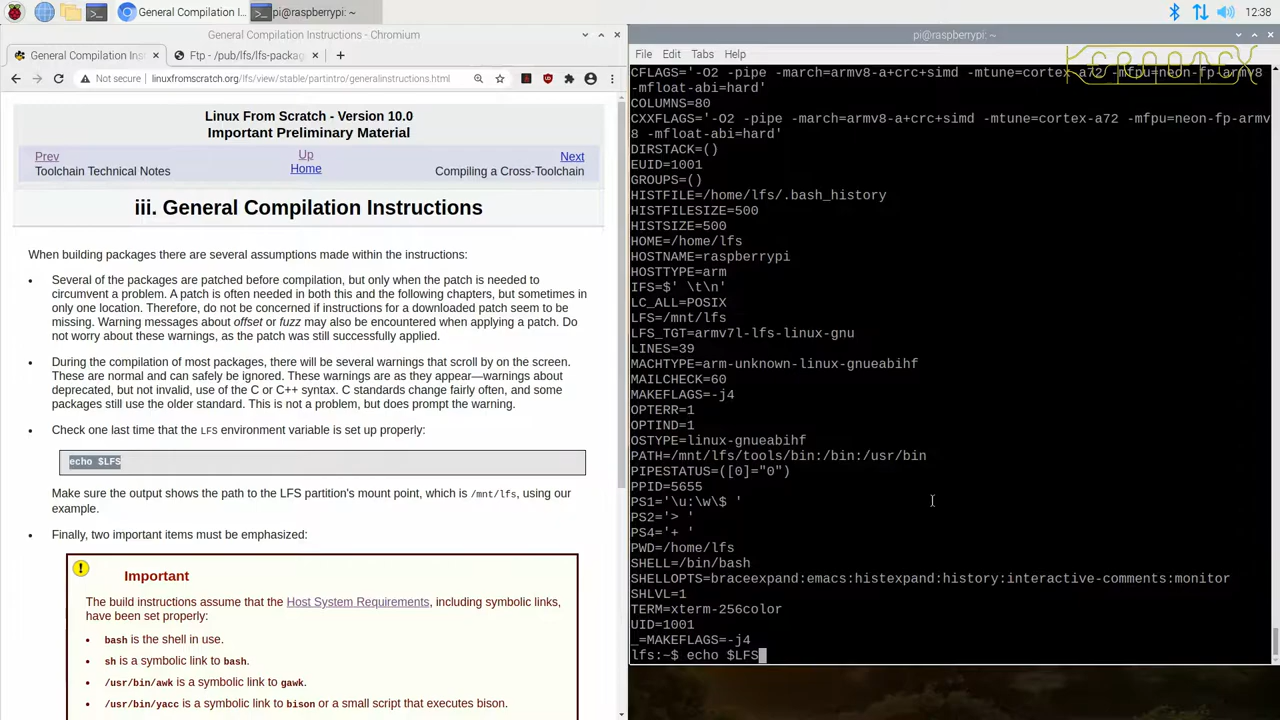 General Compilation I...
pi@raspberrypi: ~
12:38
General Compilation Instructions - Chromium
General Compilation Inst
Ftp - /pub/lfs/lfs-packag
Not secure
linuxfromscratch.org/lfs/view/stable/partintro/generalinstructions.html
Linux From Scratch - Version 10.0
Important Preliminary Material
Prev
Up
Next
Toolchain Technical Notes
Home
Compiling a Cross-Toolchain
iii. General Compilation Instructions
When building packages there are several assumptions made within the instructions:
Several of the packages are patched before compilation, but only when the patch is needed to
circumvent a problem. A patch is often needed in both this and the following chapters, but sometimes in
only one location. Therefore, do not be concerned if instructions for a downloaded patch seem to be
missing. Warning messages about offset or fuzz may also be encountered when applying a patch. Do
not worry about these warnings, as the patch was still successfully applied.
During the compilation of most packages, there will be several warnings that scroll by on the screen.
These are normal and can safely be ignored. These warnings are as they appear—warnings about
deprecated, but not invalid, use of the C or C++ syntax. C standards change fairly often, and some
packages still use the older standard. This is not a problem, but does prompt the warning.
Check one last time that the LFS environment variable is set up properly:
echo $LFS
Make sure the output shows the path to the LFS partition's mount point, which is /mnt/lfs, using our
example.
Finally, two important items must be emphasized:
Important
The build instructions assume that the Host System Requirements, including symbolic links,
have been set properly:
bash is the shell in use.
sh is a symbolic link to bash.
/usr/bin/awk is a symbolic link to gawk.
/usr/bin/yacc is a symbolic link to bison or a small script that executes bison.
pi@raspberrypi: ~
File Edit Tabs Help
CFLAGS='-O2 -pipe -march=armv8-a+crc+simd -mtune=cortex-a72 -mfpu=neon-fp-armv8
-mfloat-abi=hard'
COLUMNS=80
CXXFLAGS='-O2 -pipe -march=armv8-a+crc+simd -mtune=cortex-a72 -mfpu=neon-fp-armv
8 -mfloat-abi=hard'
DIRSTACK=()
EUID=1001
GROUPS=()
HISTFILE=/home/lfs/.bash_history
HISTFILESIZE=500
HISTSIZE=500
HOME=/home/lfs
HOSTNAME=raspberrypi
HOSTTYPE=arm
IFS=$' \t\n'
LC_ALL=POSIX
LFS=/mnt/lfs
LFS_TGT=armv7l-lfs-linux-gnu
LINES=39
MACHTYPE=arm-unknown-linux-gnueabihf
MAILCHECK=60
MAKEFLAGS=-j4
OPTERR=1
OPTIND=1
OSTYPE=linux-gnueabihf
PATH=/mnt/lfs/tools/bin:/bin:/usr/bin
PIPESTATUS=([0]="0")
PPID=5655
PS1='\u:\w\$ '
PS2='> '
PS4='+ '
PWD=/home/lfs
SHELL=/bin/bash
SHELLOPTS=braceexpand:emacs:histexpand:history:interactive-comments:monitor
SHLVL=1
TERM=xterm-256color
UID=1001
_=MAKEFLAGS=-j4
lfs:~$ echo $LFS